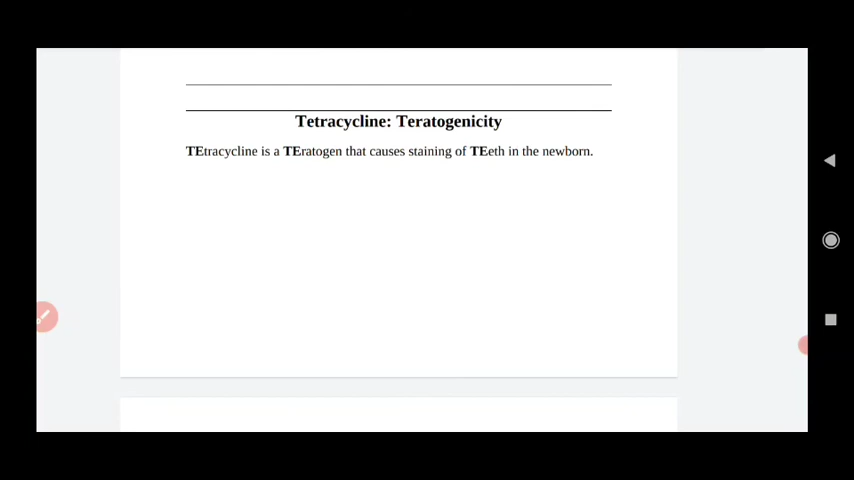 Tetracycline: Teratogenicity
TEtracycline is a TEratogen that causes staining of TEeth in the newborn.